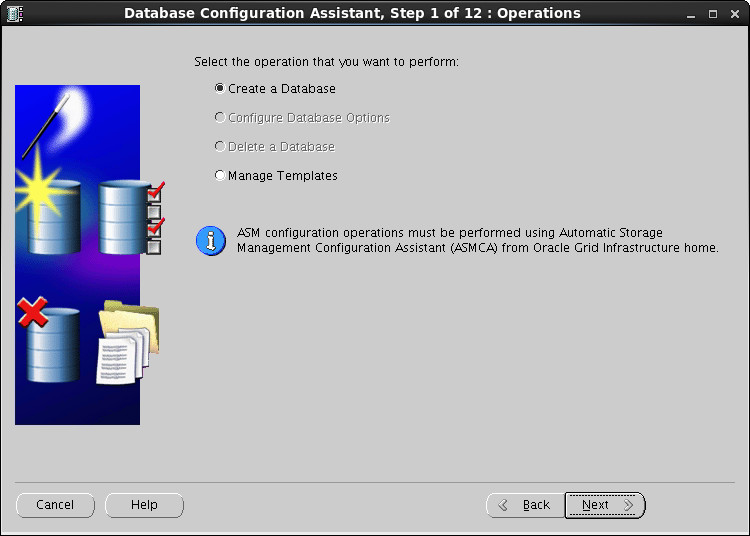 Database Configuration Assistant, Step 1 of 12 : Operations
Select the operation that you want to perform:
Create a Database
Configure Database Options
Delete a Database
Manage Templates
ASM configuration operations must be performed using Automatic Storage
Management Configuration Assistant (ASMCA) from Oracle Grid Infrastructure home.
Cancel
Help
Back
Next